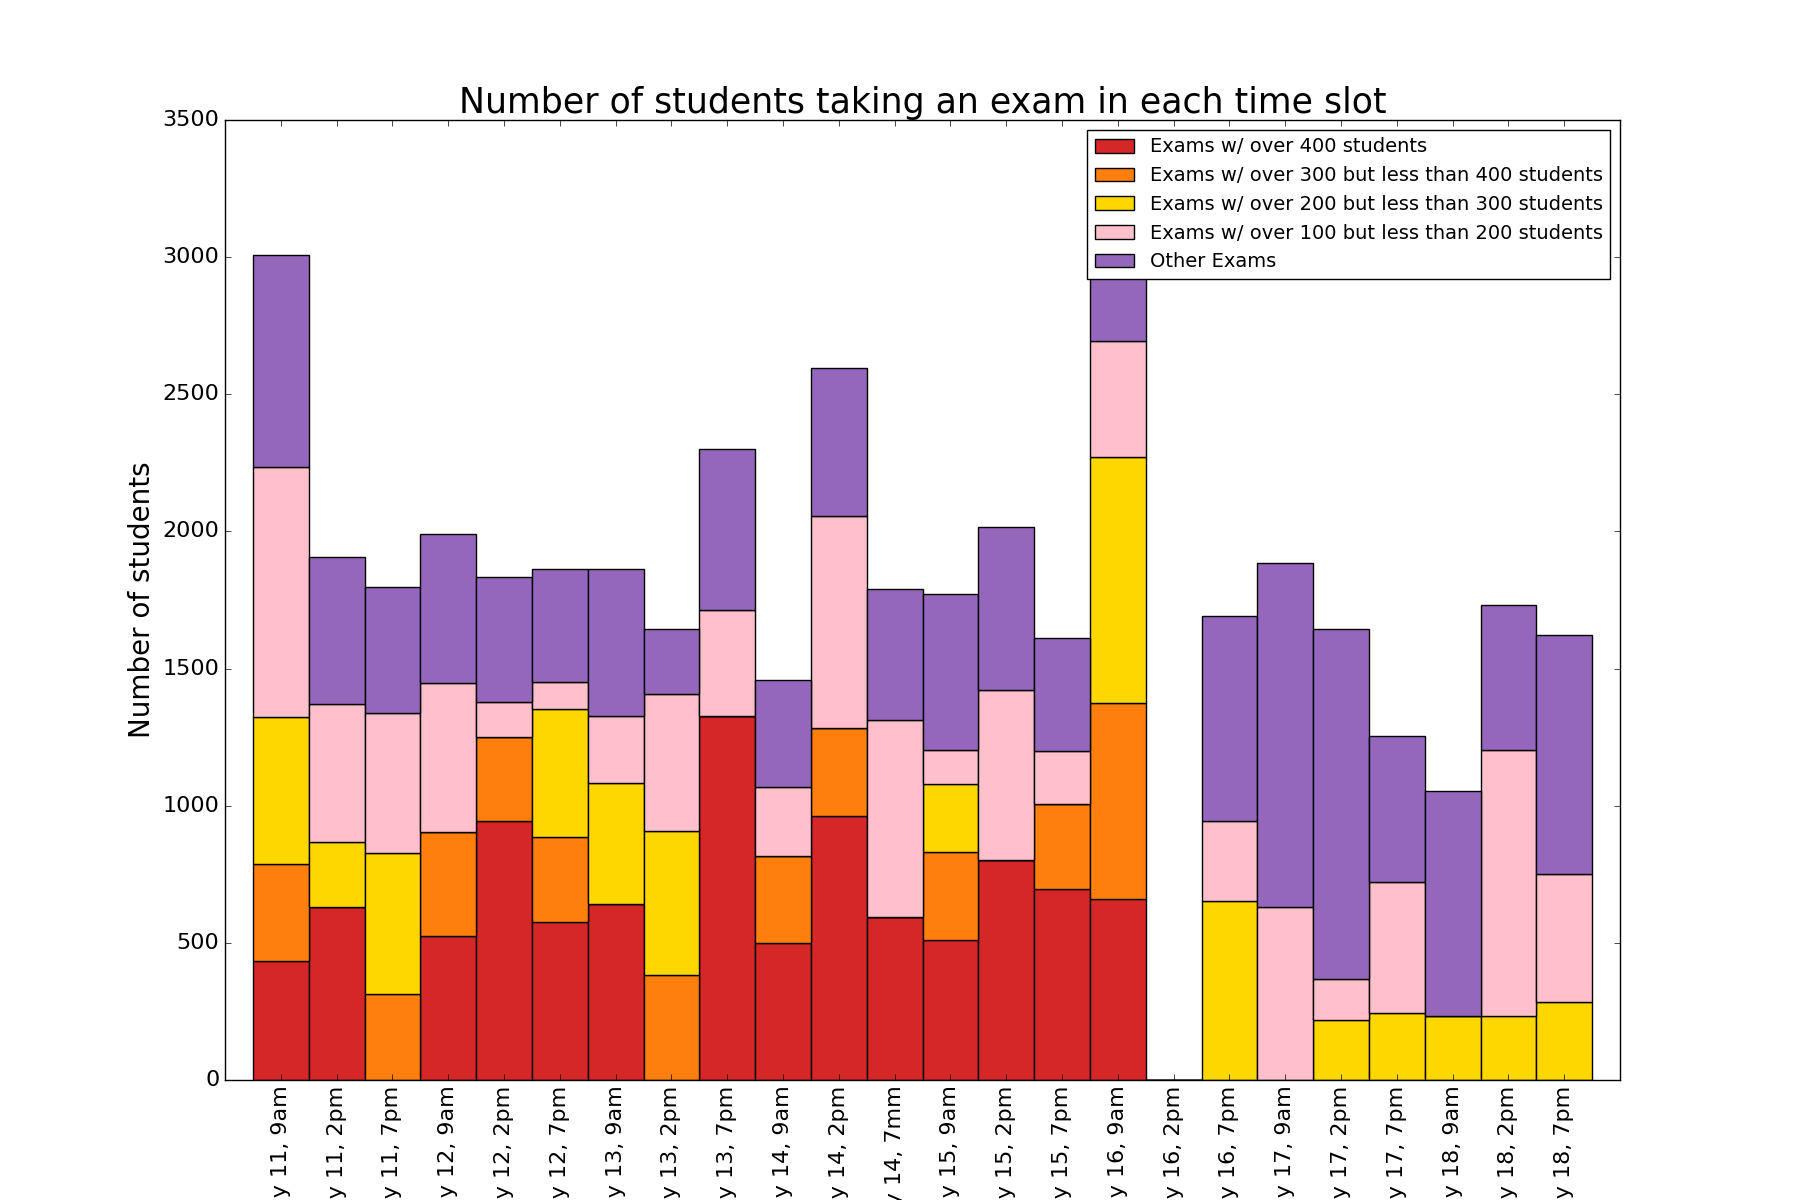 Number of students taking an exam in each time slot
Exams w/ over 400 students
Exams w/ over 300 but less than 400 students
Exams w/ over 200 but less than 300 students
Exams w/ over 100 but less than 200 students
Other Exams
Number of students
3500
3000
2500
2000
1500
1000
500
0
y 11, 9am
y 11, 2pm
y 11, 7pm
y 12, 9am
y 12, 2pm
y 12, 7pm
y 13, 9am
y 13, 2pm
y 13, 7pm
y 14, 9am
y 14, 2pm
y 14, 7mm
y 15, 9am
y 15, 2pm
y 15, 7pm
y 16, 9am
y 16, 2pm
y 16, 7pm
y 17, 9am
y 17, 2pm
y 17, 7pm
y 18, 9am
y 18, 2pm
y 18, 7pm